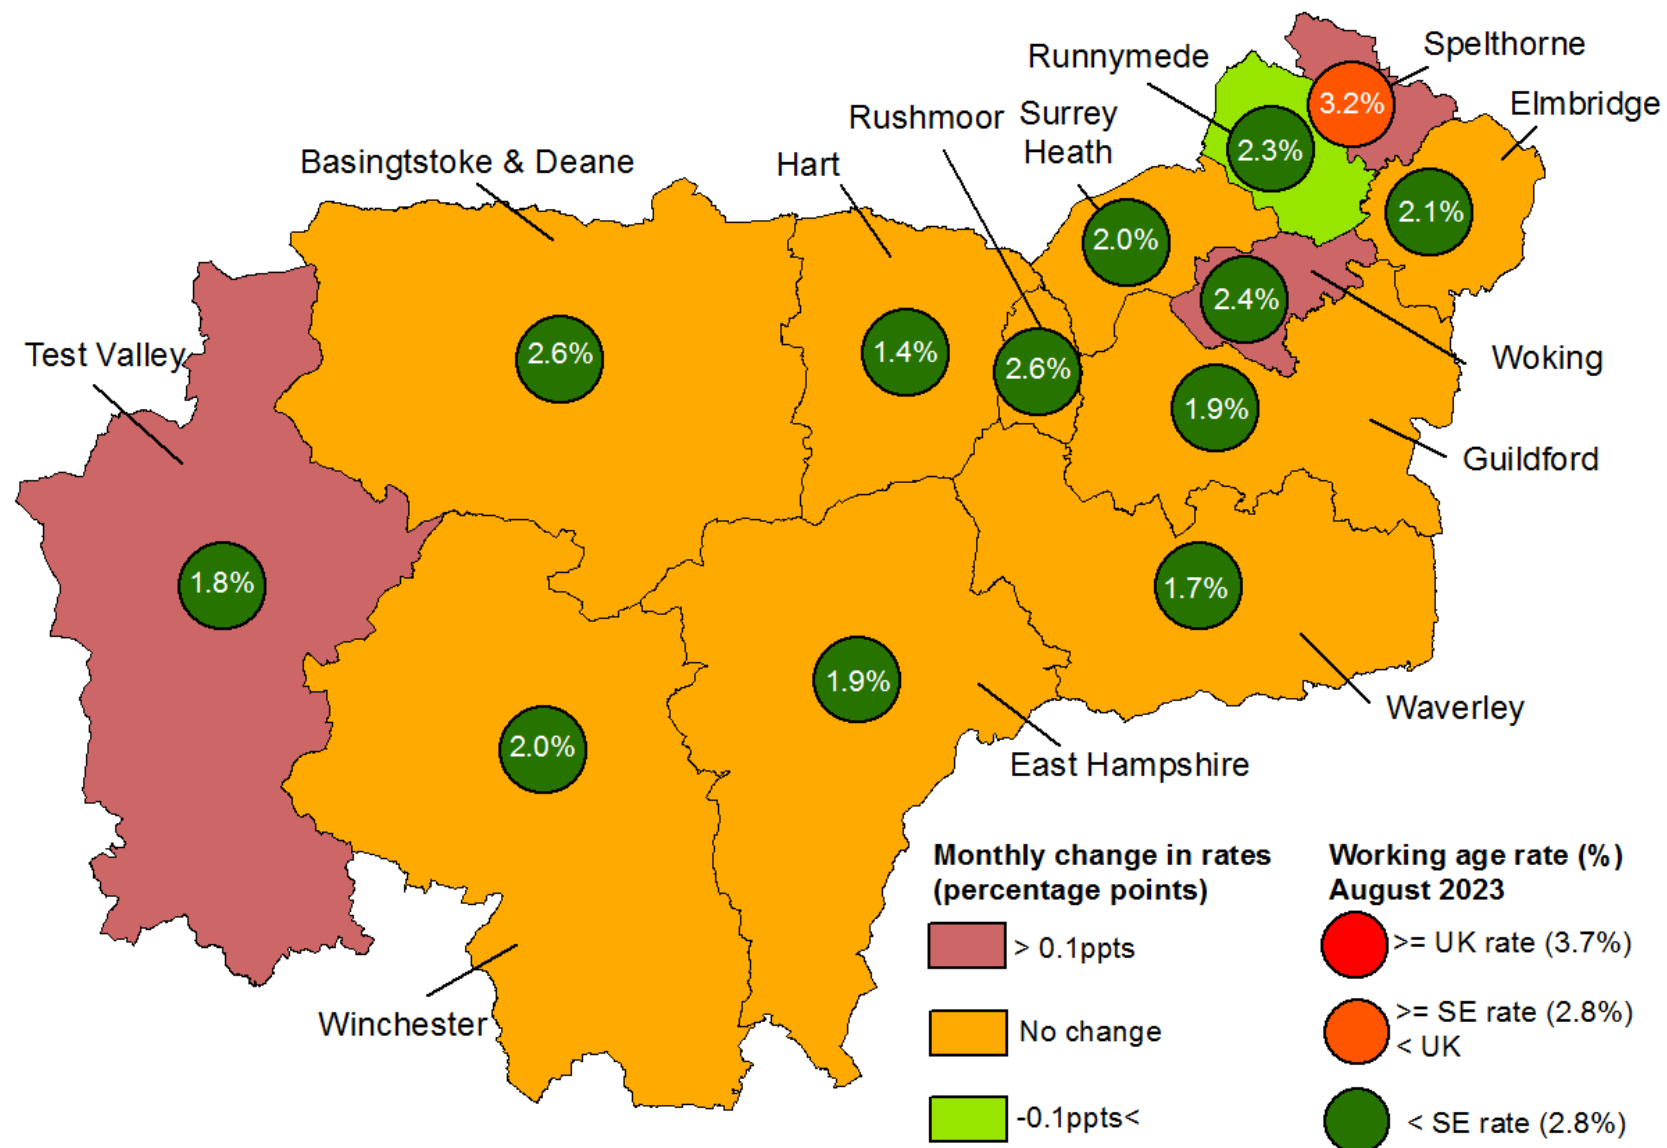 Spelthorne
Runnymede
Elmbridge
3.2%
Rushmoor
Surrey
Heath
2.3%
Basingtstoke & Deane
Hart
2.1%
2.0%
2.4%
Test Valley
2.6%
1.4%
2.6%
Woking
1.9%
Guildford
1.8%
1.7%
1.9%
Waverley
2.0%
East Hampshire
Winchester
Monthly change in rates
(percentage points)
> 0.1ppts
No change
-0.1ppts<
Working age rate (%)
August 2023
>= UK rate (3.7%)
>= SE rate (2.8%)
< UK
< SE rate (2.8%)